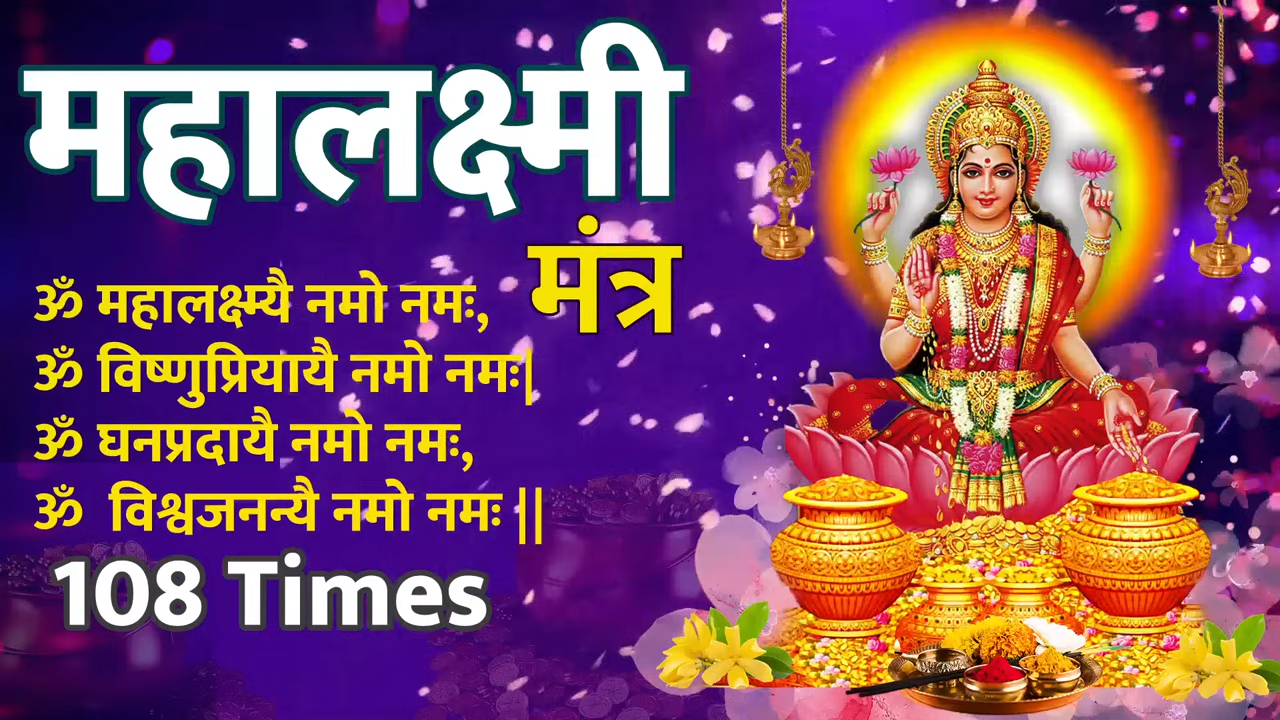 महालक्ष्मी
मंत्र
ॐ महालक्ष्म्यै नमो नमः,
ॐ विष्णुप्रियायै नमो नमः|
ॐ घनप्रदायै नमो नमः,
ॐ विश्वजनन्यै नमो नमः ||
108 Times